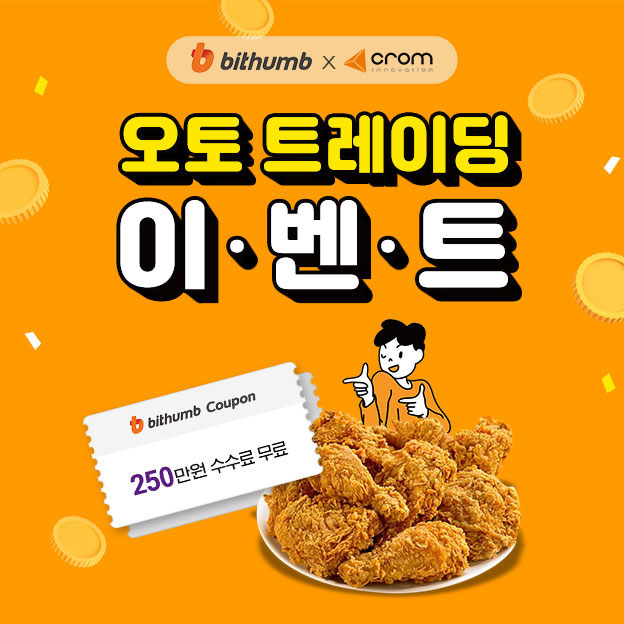 bithumb x crom
innovation
오토 트레이딩
이·벤·트
bithumb Coupon
250만원 수수료 무료